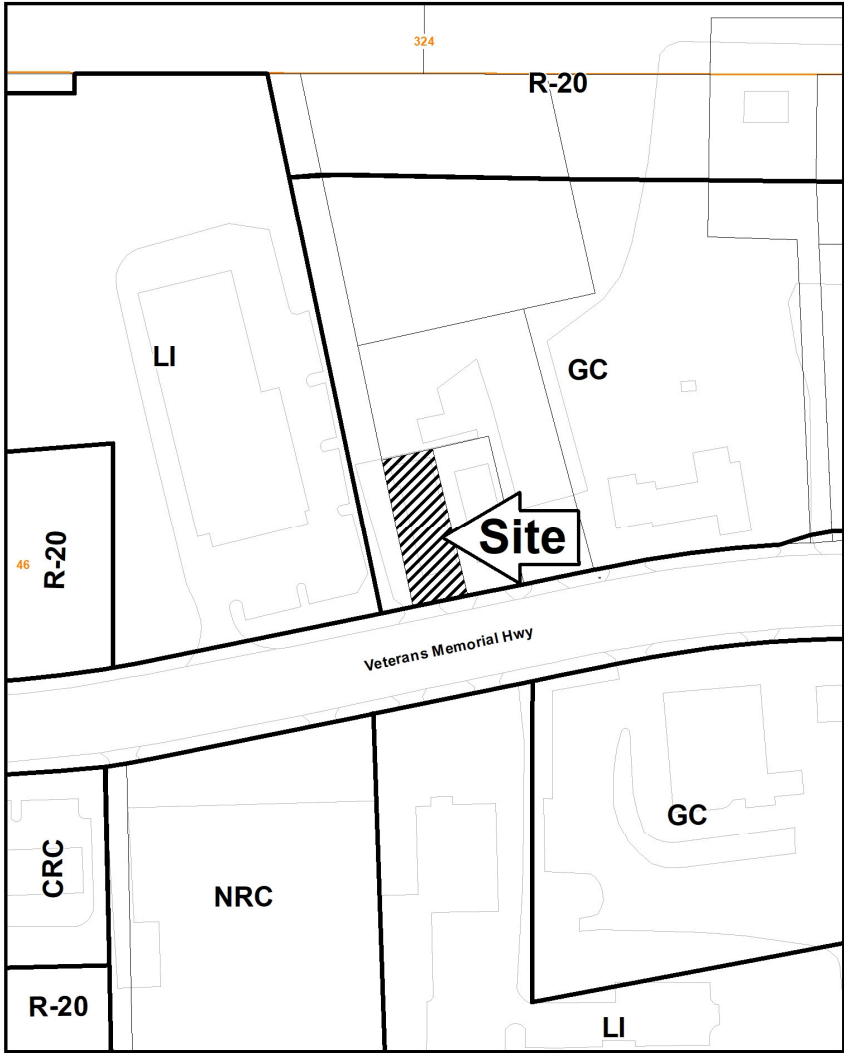 324
R-20
LI
GC
R-20
46
Site
Veterans Memorial Hwy
GC
CRC
NRC
R-20
LI